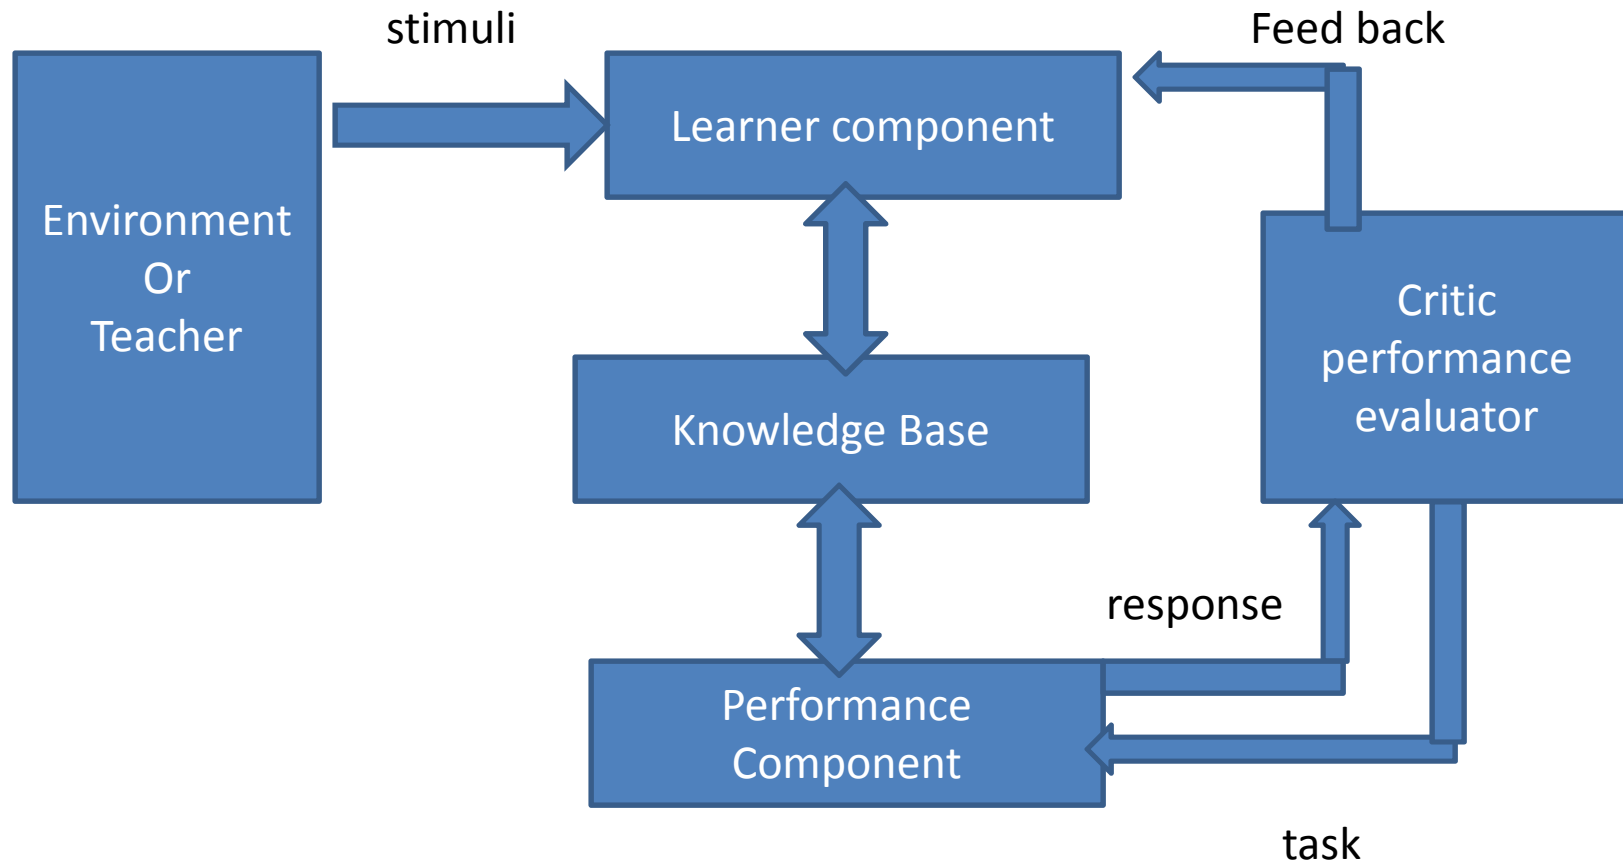 stimuli
Feed back
Learner component
Environment
Or
Teacher
Critic
performance
evaluator
Knowledge Base
response
Performance
Component
task